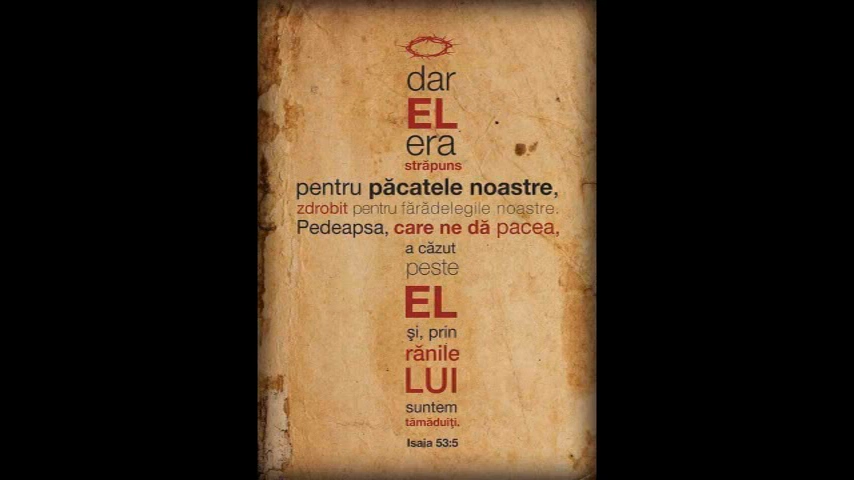 dar
EL
era
străpuns
pentru păcatele noastre,
zdrobit pentru fărădelegile noastre.
Pedeapsa, care ne dă pacea,
a căzut
peste
EL
şi, prin
rănile
LUI
suntem
tămăduiţi.
Isaia 53:5